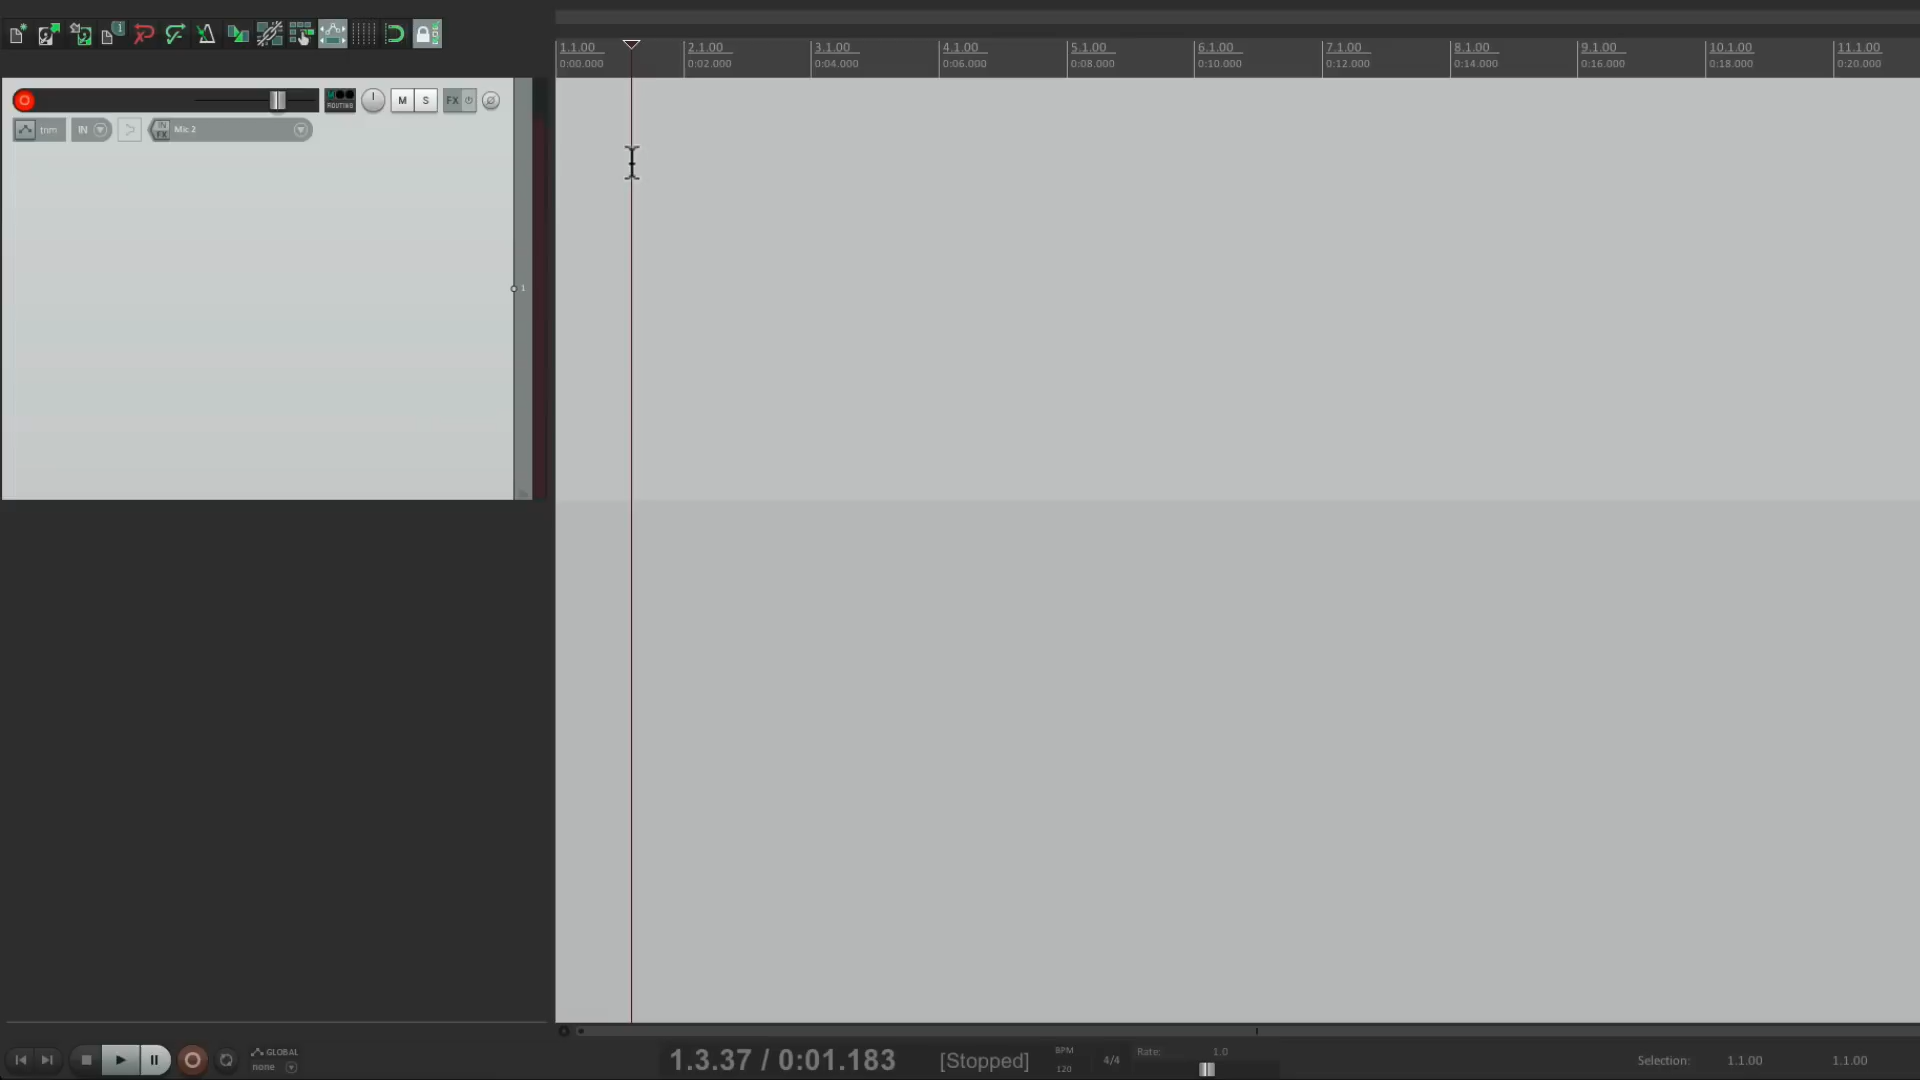 1.1.00 2.1.00 3.1.00 4.1.00 5.1.00 6.1.00 7.1.00 8.1.00 9.1.00 10.1.00 11.1.00
0:00.000 0:02.000 0:04.000 0:06.000 0:08.000 0:10.000 0:12.000 0:14.000 0:16.000 0:18.000 0:20.000
M ROUTING M S FX
trim IN IN FX Mic 2
1
GLOBAL
none
1.3.37 / 0:01.183 [Stopped]
BPM
120
4/4
Rate: 1.0
Selection: 1.1.00 1.1.00